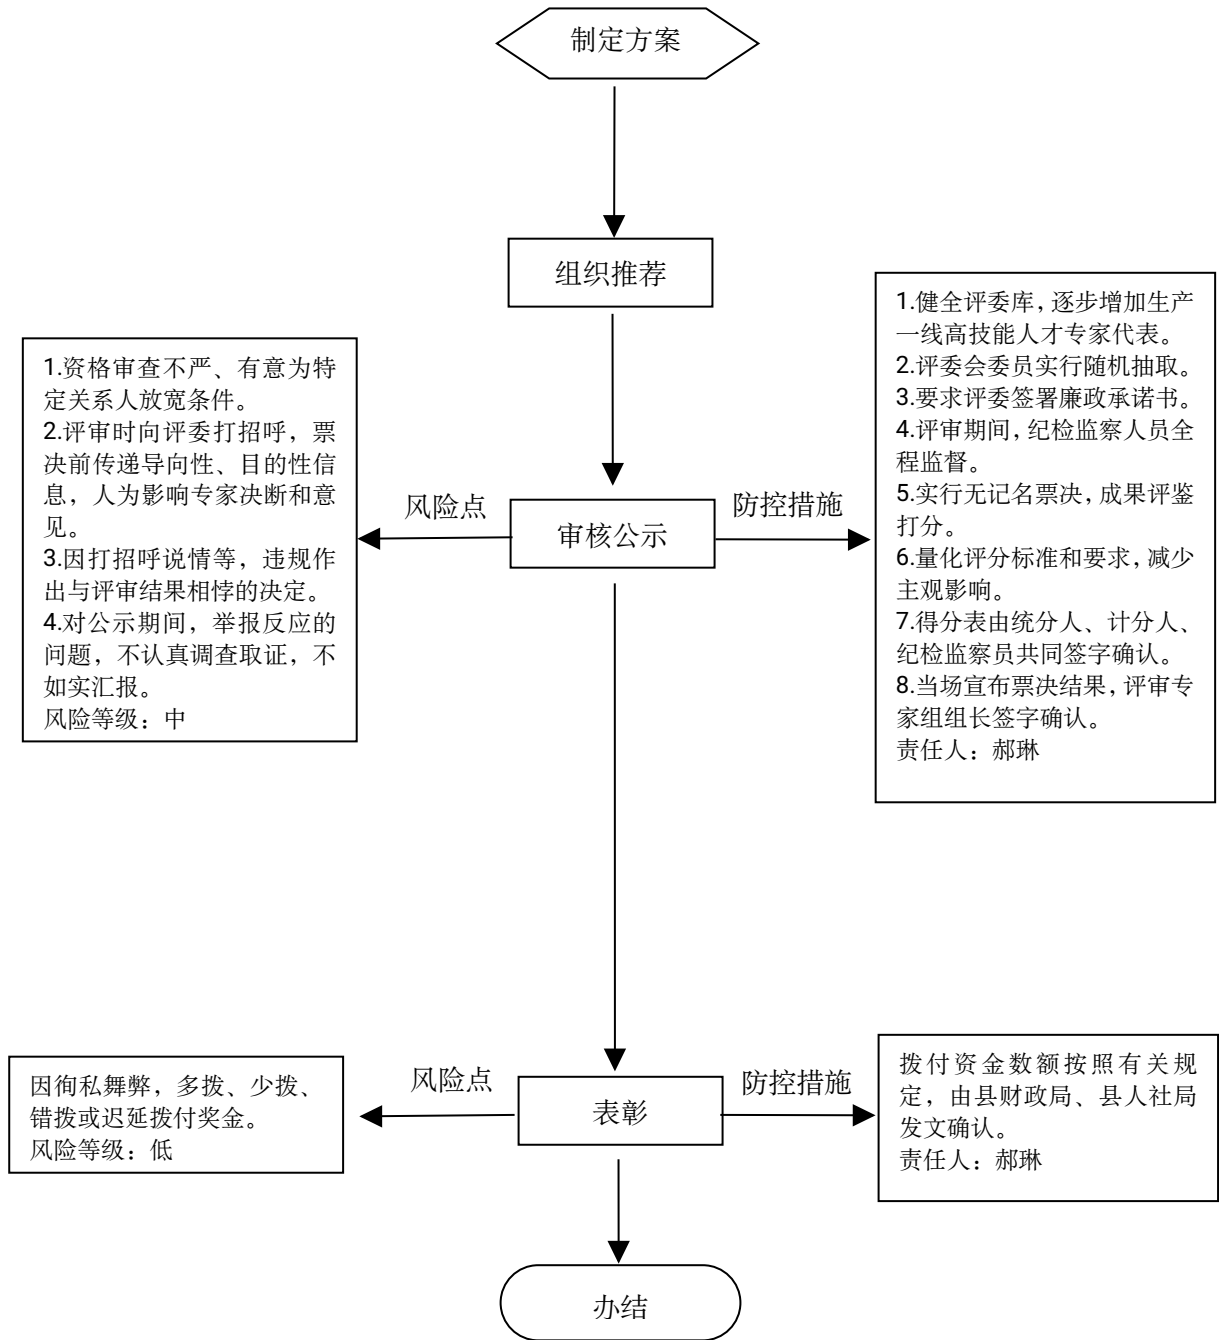 制定方案
组织推荐
1.资格审查不严、有意为特
定关系人放宽条件。
2.评审时向评委打招呼，票
决前传递导向性、目的性信
息，人为影响专家决断和意
见。
3.因打招呼说情等，违规作
出与评审结果相悖的决定。
4.对公示期间，举报反应的
问题，不认真调查取证，不
如实汇报。
风险等级：中
风险点
审核公示
防控措施
1.健全评委库，逐步增加生产
一线高技能人才专家代表。
2.评委会委员实行随机抽取。
3.要求评委签署廉政承诺书。
4.评审期间，纪检监察人员全
程监督。
5.实行无记名票决，成果评鉴
打分。
6.量化评分标准和要求，减少
主观影响。
7.得分表由统分人、计分人、
纪检监察员共同签字确认。
8.当场宣布票决结果，评审专
家组组长签字确认。
责任人：郝琳
因徇私舞弊，多拨、少拨、
错拨或迟延拨付奖金。
风险等级：低
风险点
表彰
防控措施
拨付资金数额按照有关规
定，由县财政局、县人社局
发文确认。
责任人：郝琳
办结